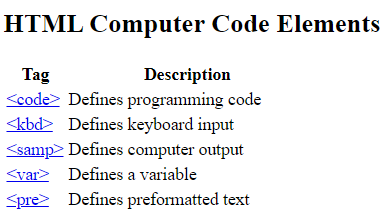 HTML Computer Code Elements
Tag Description
<code> Defines programming code
<kbd> Defines keyboard input
<samp> Defines computer output
<var> Defines a variable
<pre> Defines preformatted text